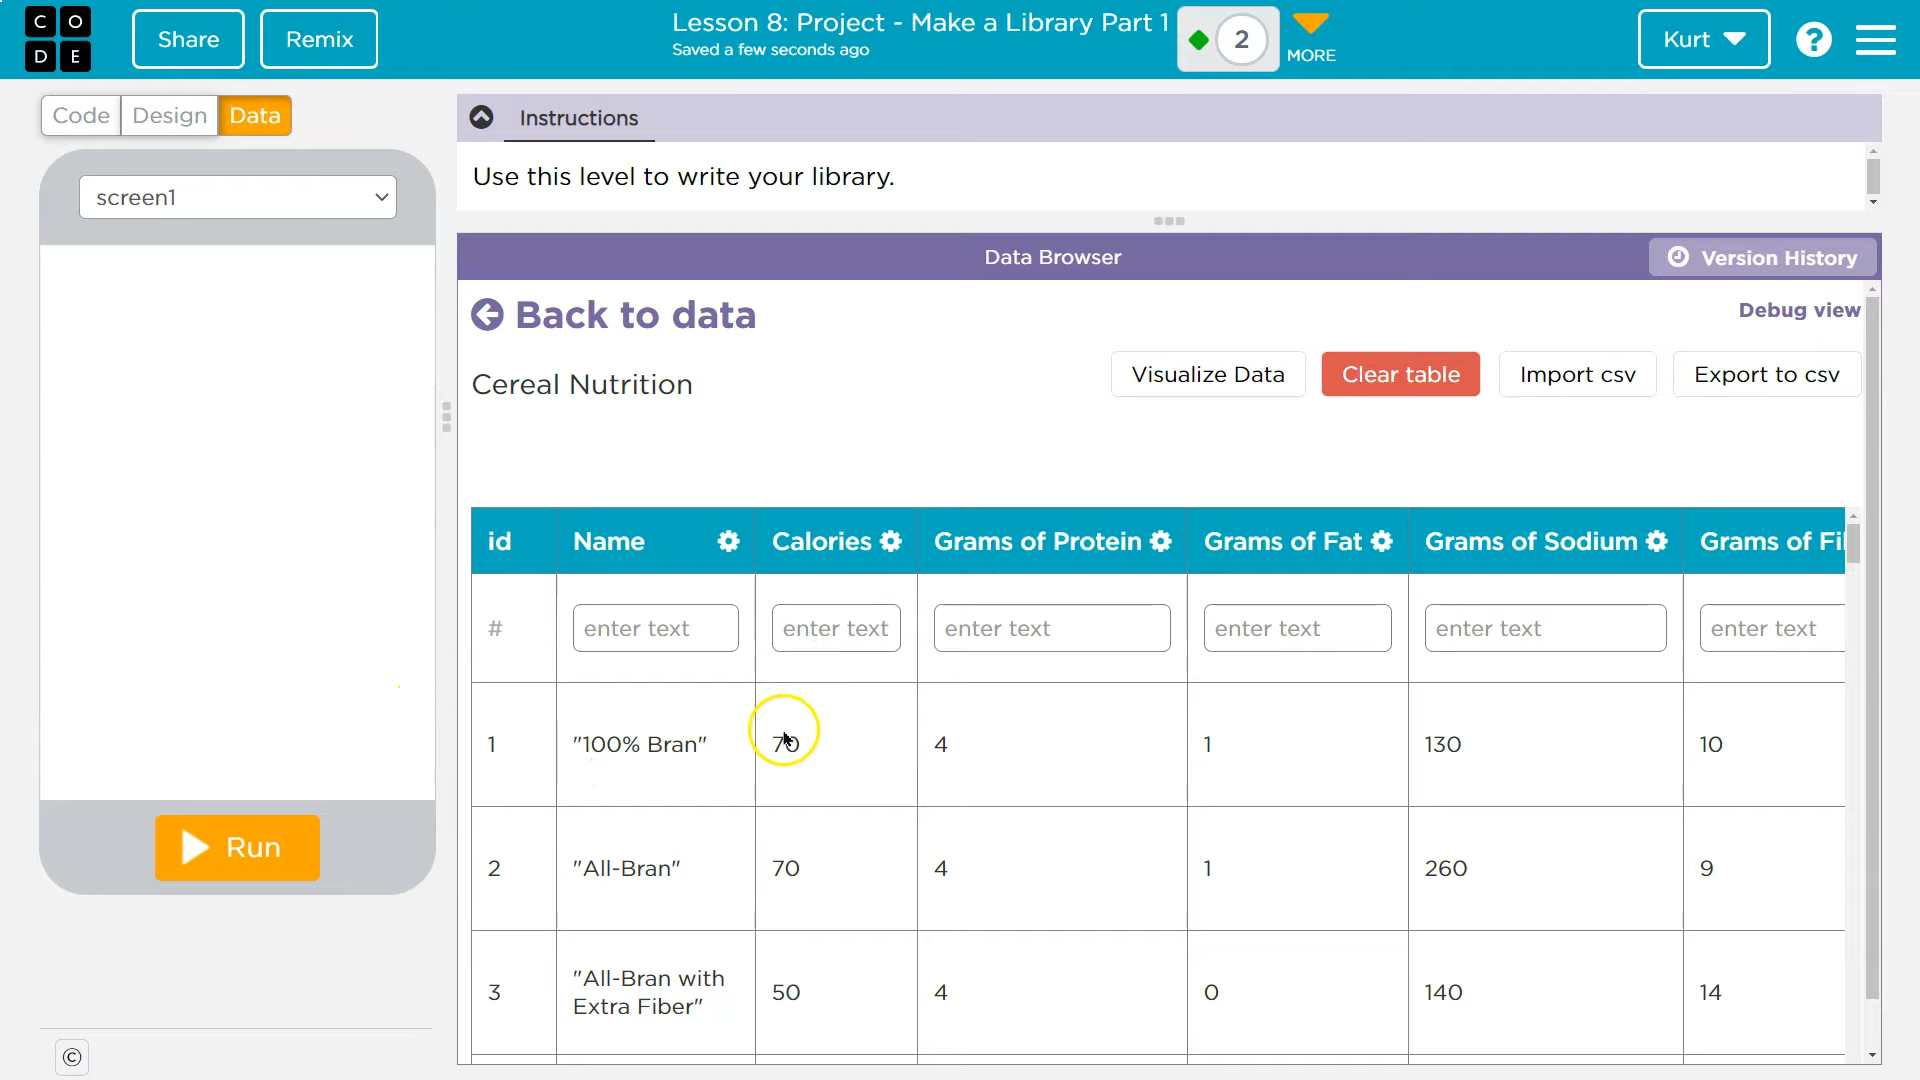 C O
D E
Share
Remix
Lesson 8: Project - Make a Library Part 1
Saved a few seconds ago
2
MORE
Kurt
?
Code
Design
Data
Instructions
screen1
Use this level to write your library.
Data Browser
Version History
Back to data
Debug view
Cereal Nutrition
Visualize Data
Clear table
Import csv
Export to csv
id Name Calories Grams of Protein Grams of Fat Grams of Sodium Grams of Fi
# enter text enter text enter text enter text enter text enter text
1 "100% Bran" 70 4 1 130 10
2 "All-Bran" 70 4 1 260 9
3 "All-Bran with Extra Fiber" 50 4 0 140 14
Run
©